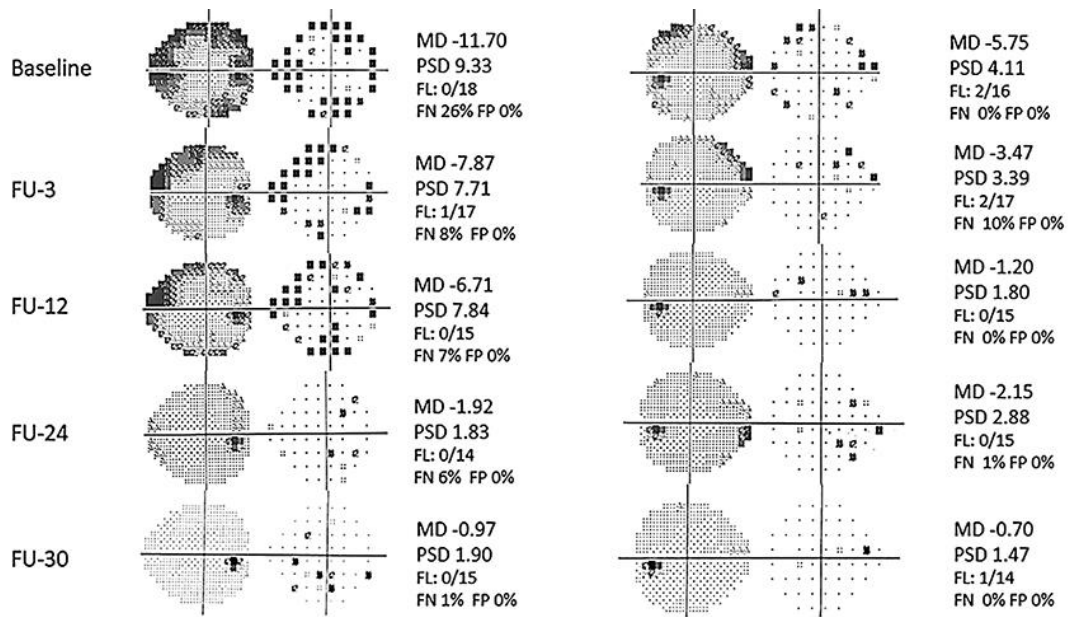 Baseline
MD -11.70
PSD 9.33
FL: 0/18
FN 26% FP 0%
MD -5.75
PSD 4.11
FL: 2/16
FN 0% FP 0%
FU-3
MD -7.87
PSD 7.71
FL: 1/17
FN 8% FP 0%
MD -3.47
PSD 3.39
FL: 2/17
FN 10% FP 0%
FU-12
MD -6.71
PSD 7.84
FL: 0/15
FN 7% FP 0%
MD -1.20
PSD 1.80
FL: 0/15
FN 0% FP 0%
FU-24
MD -1.92
PSD 1.83
FL: 0/14
FN 6% FP 0%
MD -2.15
PSD 2.88
FL: 0/15
FN 1% FP 0%
FU-30
MD -0.97
PSD 1.90
FL: 0/15
FN 1% FP 0%
MD -0.70
PSD 1.47
FL: 1/14
FN 0% FP 0%